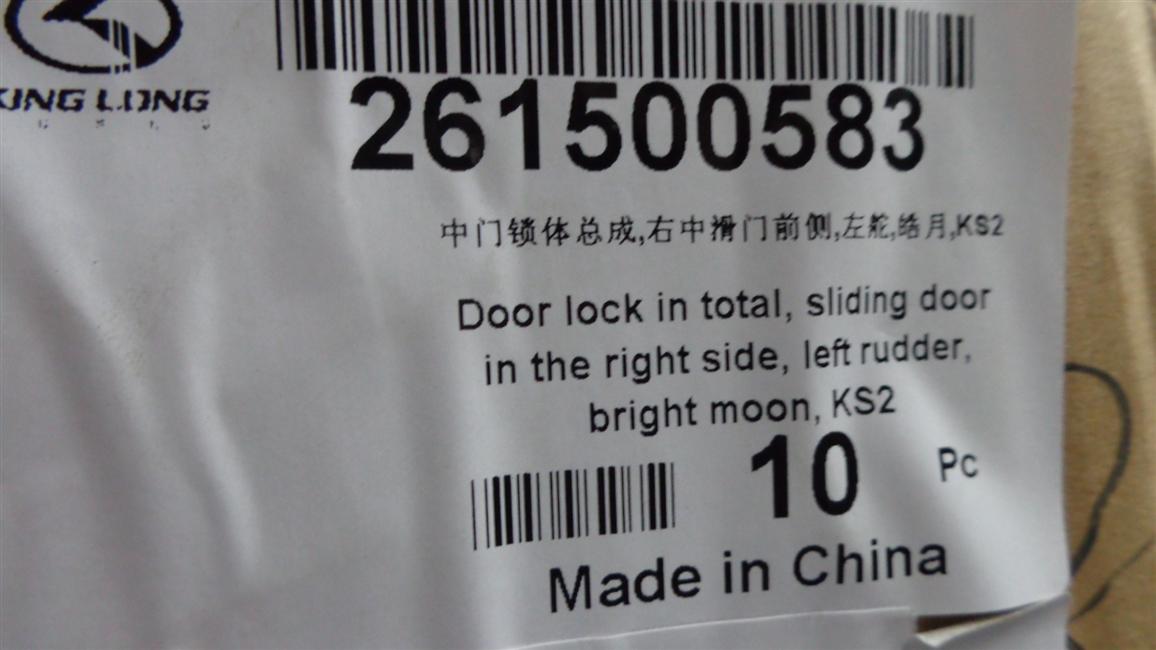 KING LONG
261500583
中门锁体总成,右中滑门前侧,左舵,皓月,KS2
Door lock in total, sliding door
in the right side, left rudder,
bright moon, KS2
10 Pc
Made in China